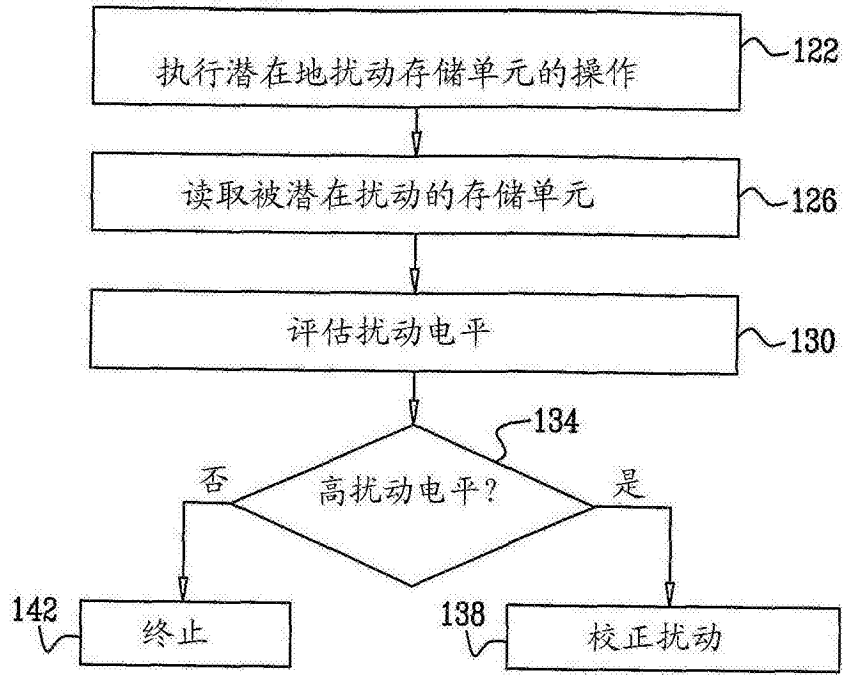 执行潜在地扰动存储单元的操作
122
读取被潜在扰动的存储单元
126
评估扰动电平
130
134
高扰动电平?
否
是
142
终止
138
校正扰动